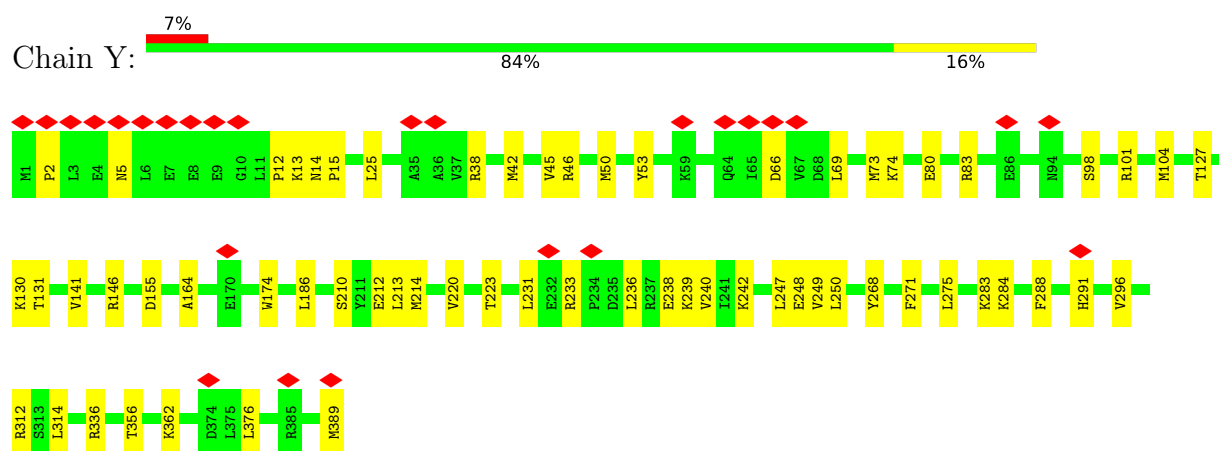 7%
Chain Y:
84% 16%
M1 P2 L3 E4 N5 L6 E7 E8 E9 G10 L11 P12 K13 N14 P15 L25 A35 A36 V37 R38 M42 V45 R46 M50 Y53 K59 Q64 I65 D66 V67 D68 L69 M73 K74 E80 R83 E86 N94 S98 R101 M104 T127
K130 T131 V141 R146 D155 A164 E170 W174 L186 S210 Y211 E212 L213 M214 V220 T223 L231 E232 R233 P234 D235 L236 R237 E238 K239 V240 I241 K242 L247 E248 V249 L250 Y268 F271 L275 K283 K284 F288 H291 V296
R312 S313 L314 R336 T356 K362 D374 L375 L376 R385 M389